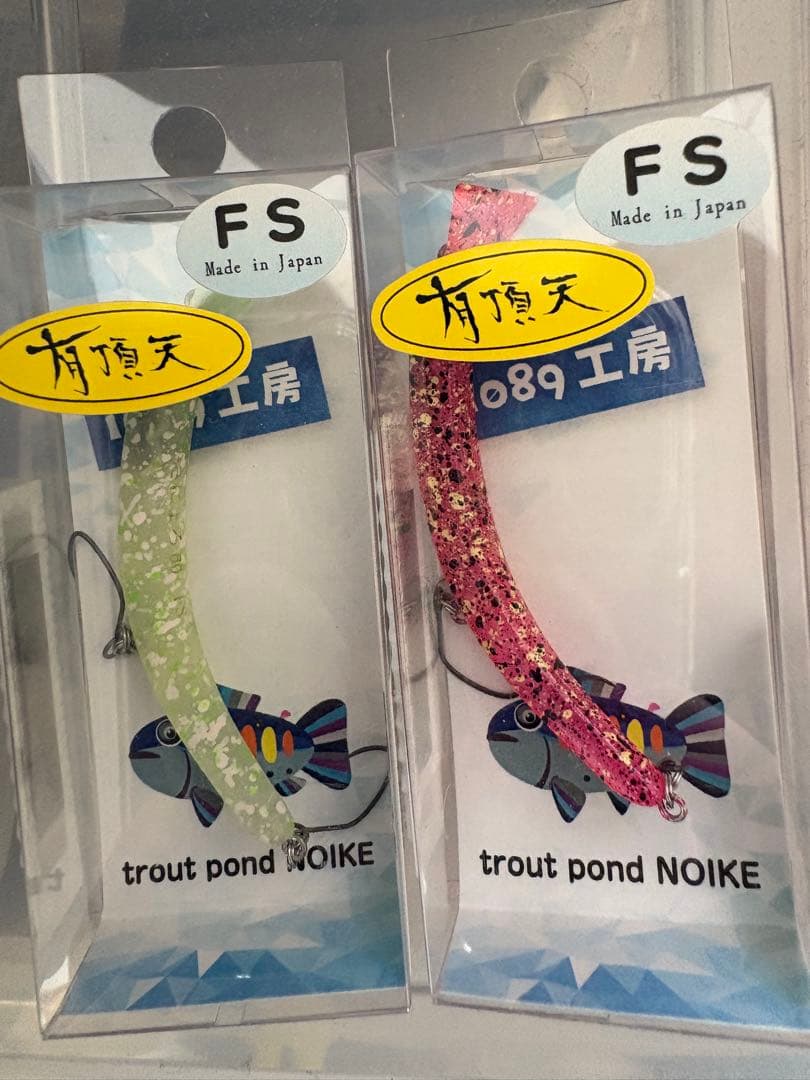 FS
Made in Japan
有頂天
工房
trout pond NOIKE
FS
Made in Japan
有頂天
1089 工房
trout pond NOIKE